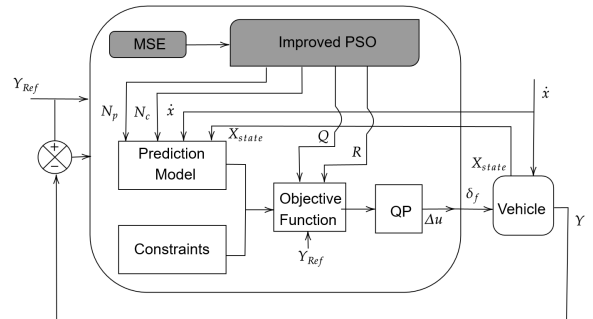 MSE
Improved PSO
Y_Ref
N_p
N_c
ẋ
ẋ
Q
X_state
R
X_state
+
−
Prediction
Model
Objective
Function
QP
δ_f
Δu
Vehicle
Y
Constraints
Y_Ref